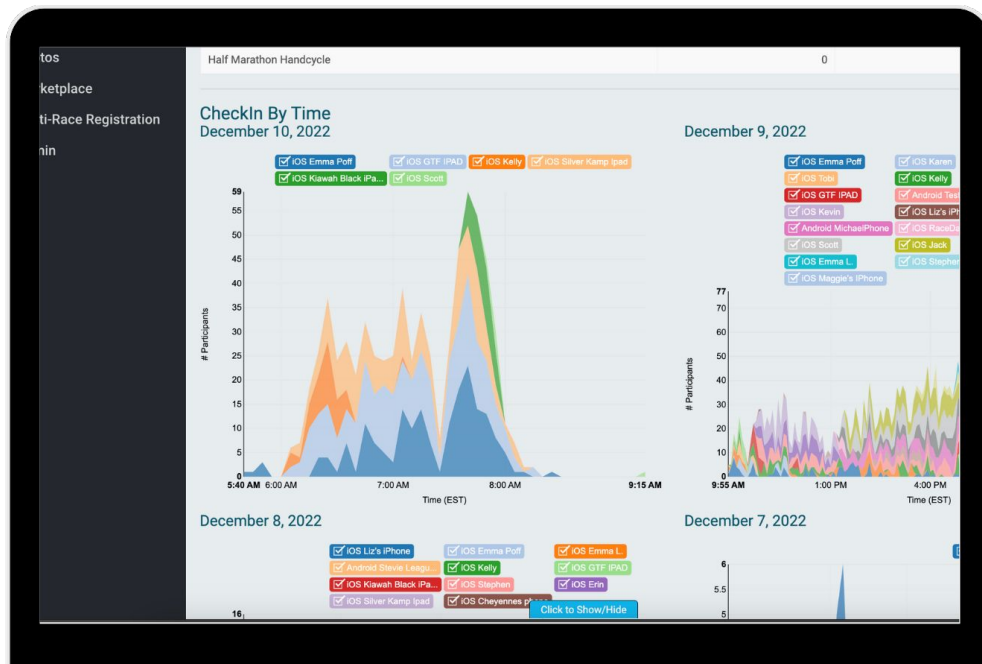 tos
Half Marathon Handcycle 0
ketplace
ti-Race Registration
nin
CheckIn By Time
December 10, 2022
iOS Emma Poff iOS GTF IPAD iOS Kelly iOS Silver Kamp Ipad
iOS Kiawah Black iPa... iOS Scott
59
55
50
45
40
35
30
25
20
15
10
5
0
# Participants
5:40 AM 6:00 AM 7:00 AM 8:00 AM 9:15 AM
Time (EST)
December 9, 2022
iOS Emma Poff iOS Karen
iOS Tobi iOS Kelly
iOS GTF IPAD Android Test
iOS Kevin iOS Liz's iPh
Android MichaelPhone iOS RaceDa
iOS Scott iOS Jack
iOS Emma L. iOS Stephen
iOS Maggie's IPhone
77
70
60
50
40
30
20
10
0
# Participants
9:55 AM 1:00 PM 4:00 PM
Time (EST)
December 8, 2022
iOS Liz's iPhone iOS Emma Poff iOS Emma L.
Android Stevie Leagu... iOS Kelly iOS GTF IPAD
iOS Kiawah Black iPa... iOS Stephen iOS Erin
iOS Silver Kamp Ipad iOS Cheyennes phone
16
Click to Show/Hide
December 7, 2022
6
5.5
5